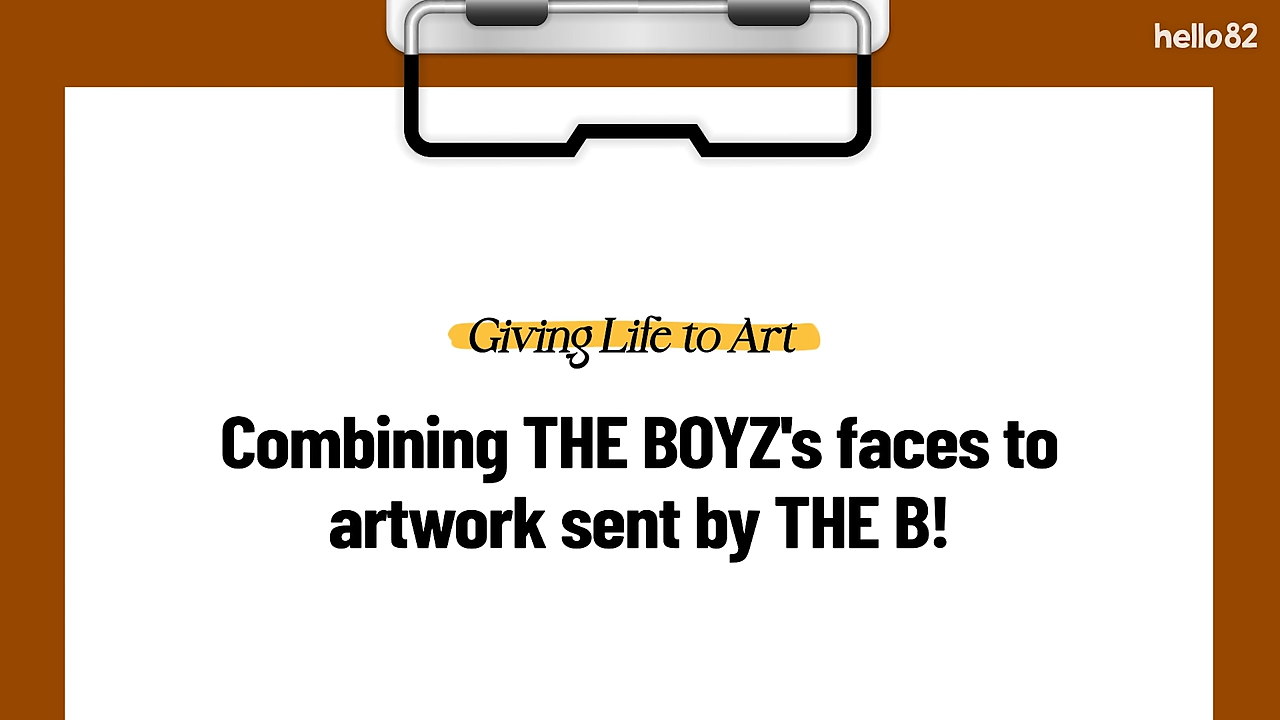 hello82
Giving Life to Art
Combining THE BOYZ's faces to
artwork sent by THE B!